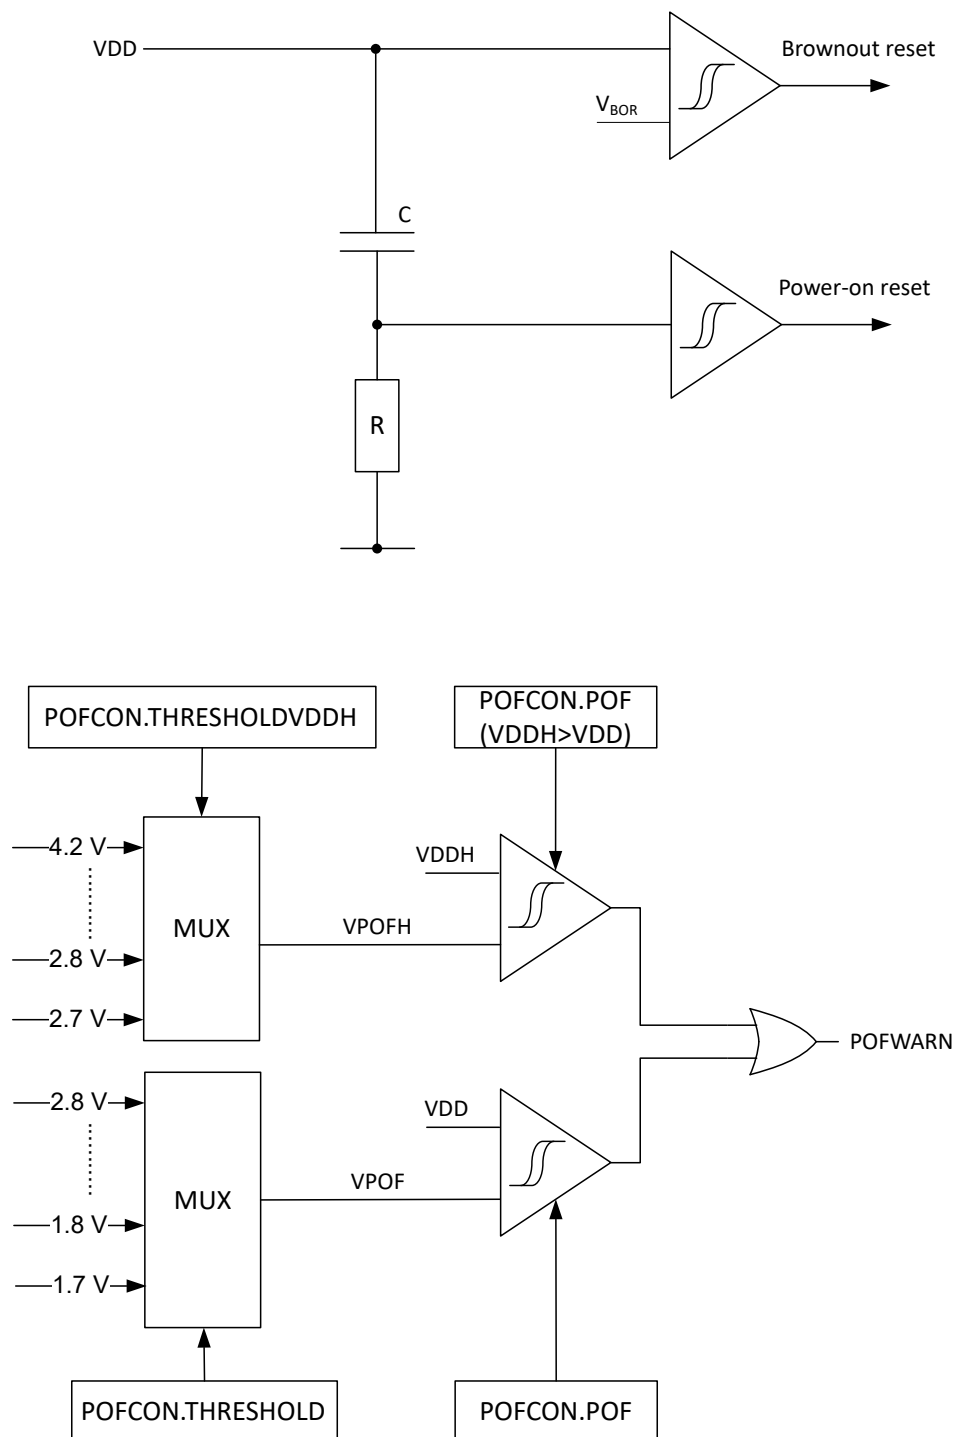 VDD
Brownout reset
VBOR
C
Power-on reset
R
POFCON.THRESHOLDVDDH
POFCON.POF
(VDDH>VDD)
4.2 V
VDDH
MUX
VPOFH
2.8 V
2.7 V
POFWARN
2.8 V
VDD
MUX
VPOF
1.8 V
1.7 V
POFCON.THRESHOLD
POFCON.POF